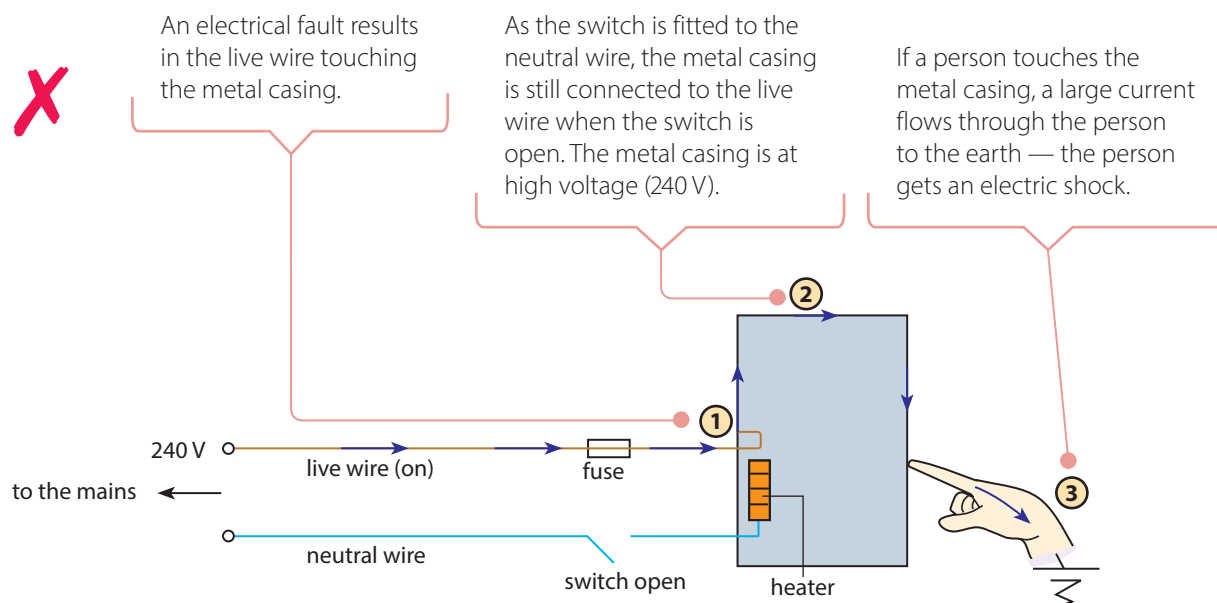 An electrical fault results
in the live wire touching
the metal casing.
As the switch is fitted to the
neutral wire, the metal casing
is still connected to the live
wire when the switch is
open. The metal casing is at
high voltage (240 V).
If a person touches the
metal casing, a large current
flows through the person
to the earth — the person
gets an electric shock.
2
1
240 V
live wire (on)
fuse
to the mains
3
neutral wire
switch open
heater